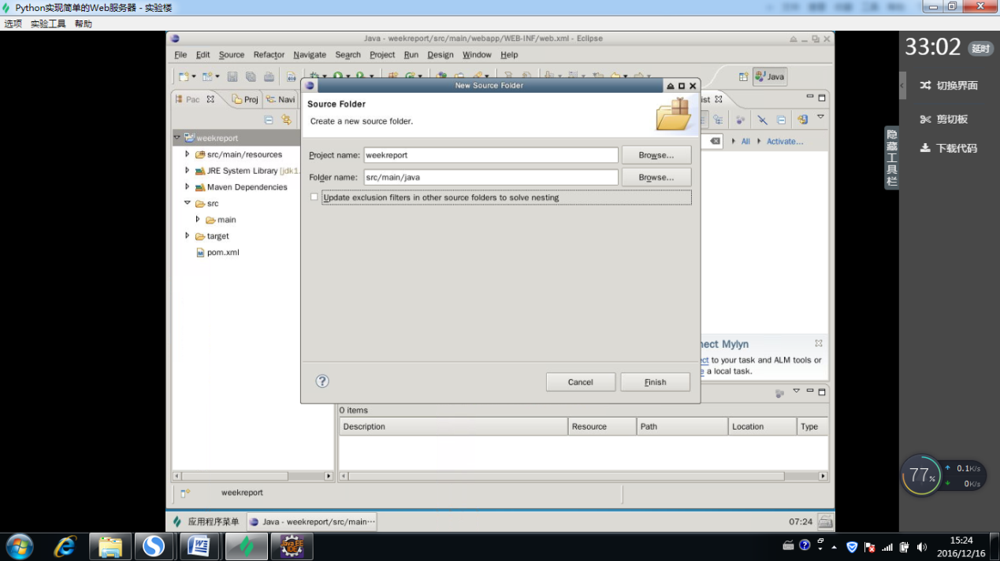 Python实现简单的Web服务器 - 实验楼
选项 实验工具 帮助
Java - weekreport/src/main/webapp/WEB-INF/web.xml - Eclipse
File Edit Source Refactor Navigate Search Project Run Design Window Help
Java
New Source Folder
Pac Proj Navi
ist
Source Folder
Create a new source folder.
All Activate...
weekreport
src/main/resources
JRE System Library [jdk1.
Maven Dependencies
src
main
target
pom.xml
Project name: weekreport Browse...
Folder name: src/main/java Browse...
Update exclusion filters in other source folders to solve nesting
nect Mylyn
ect to your task and ALM tools or
e a local task.
? Cancel Finish
0 items
Description Resource Path Location Type
weekreport
应用程序菜单 Java - weekreport/src/main··· 07:24
33:02 延时
切换界面
剪切板
下载代码
隐藏工具栏
77% 0.1K/s
0K/s
Java EE
IDE
15:24
2016/12/16